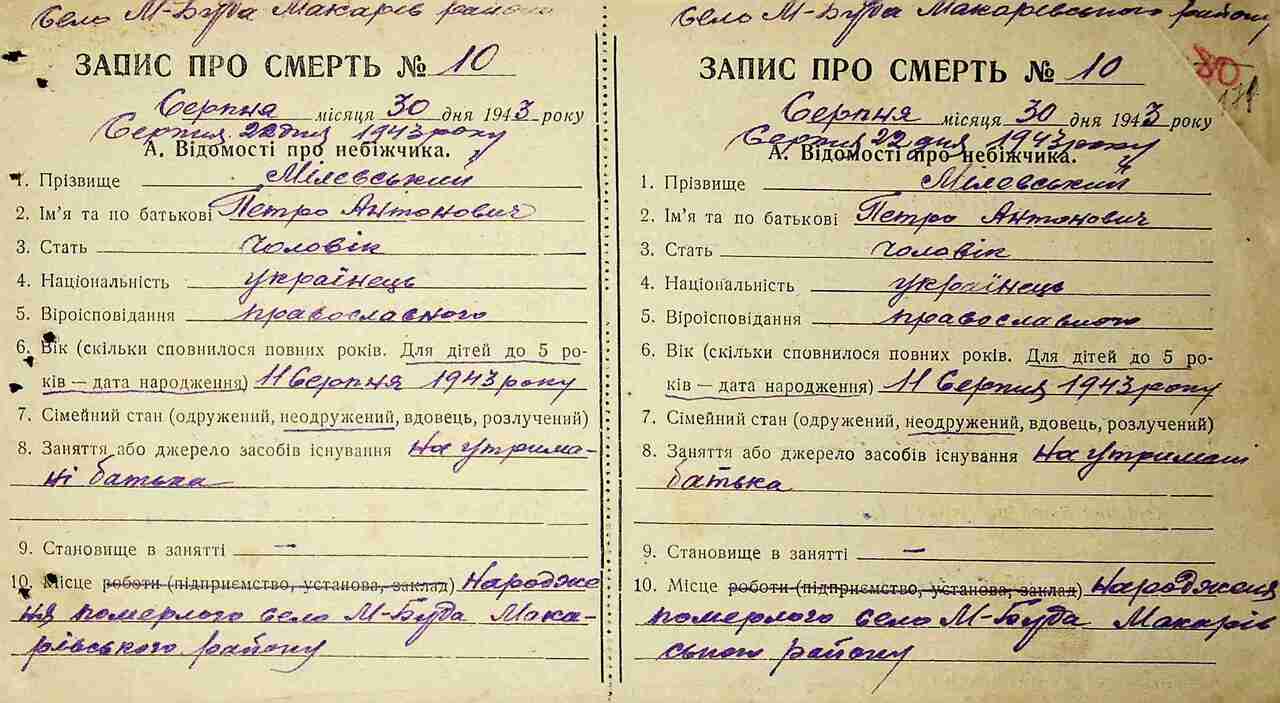 село М-Буда Макарів району
ЗАПИС ПРО СМЕРТЬ № 10
Серпня місяця 30 дня 1943 року
Серпня 22 дня 1943 року
А. Відомості про небіжчика.
1. Прізвище Мілевський
2. Ім'я та по батькові Петро Антонович
3. Стать чоловік
4. Національність українець
5. Віроісповідання православного
6. Вік (скільки сповнилося повних років. Для дітей до 5 ро-
ків — дата народження) 11 Серпня 1943 року
7. Сімейний стан (одружений, неодружений, вдовець, розлучений)
8. Заняття або джерело засобів існування На утрима-
ні батька
9. Становище в занятті —
10. Місце роботи (підприємство, установа, заклад) Народже
ня померлого село М-Буда Мака-
рівського району
село М-Буда Макарівського району
80
ЗАПИС ПРО СМЕРТЬ № 10
Серпня місяця 30 дня 1943 року
Серпня 22 дня 1943 року
А. Відомості про небіжчика.
1. Прізвище Мілевський
2. Ім'я та по батькові Петро Антонович
3. Стать чоловік
4. Національність українець
5. Віроісповідання православного
6. Вік (скільки сповнилося повних років. Для дітей до 5 ро-
ків — дата народження) 11 Серпня 1943 року
7. Сімейний стан (одружений, неодружений, вдовець, розлучений)
8. Заняття або джерело засобів існування На утримані
батька
9. Становище в занятті —
10. Місце роботи (підприємство, установа, заклад) Народженя
померлого село М-Буда Макарів
ського району